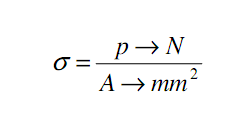 σ = p → N
A → mm²